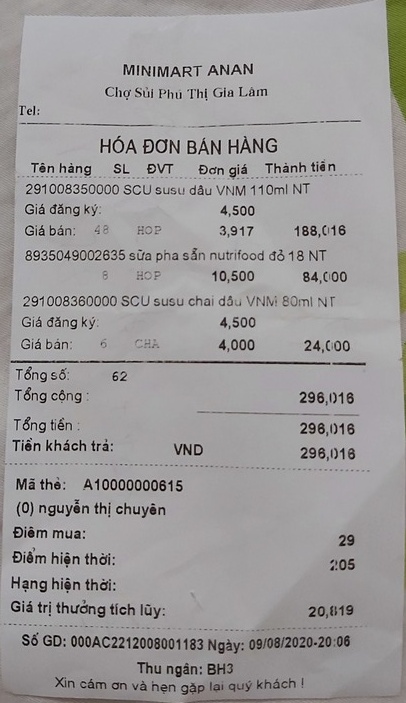 MINIMART ANAN
Chợ Sủi Phú Thị Gia Lâm
Tel:
HÓA ĐƠN BÁN HÀNG
Tên hàng SL ĐVT Đơn giá Thành tiền
291008350000 SCU susu dâu VNM 110ml NT
Giá đăng ký: 4,500
Giá bán: 48 HOP 3,917 188,016
8935049002635 sữa pha sẵn nutrifood đỏ 18 NT
8 HOP 10,500 84,000
291008360000 SCU susu chai dâu VNM 80ml NT
Giá đăng ký: 4,500
Giá bán: 6 CHA 4,000 24,000
Tổng số: 62
Tổng cộng : 296,016
Tổng tiền : 296,016
Tiền khách trả: VND 296,016
Mã thẻ: A10000000615
(0) nguyễn thị chuyên
Điểm mua: 29
Điểm hiện thời: 205
Hạng hiện thời:
Giá trị thưởng tích lũy: 20,819
Số GD: 000AC2212008001183 Ngày: 09/08/2020-20:06
Thu ngân: BH3
Xin cám ơn và hẹn gặp lại quý khách !